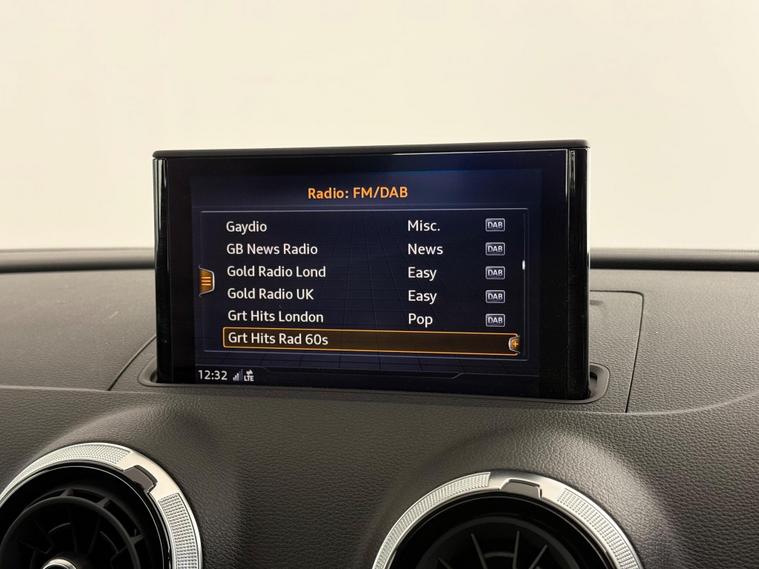 Radio: FM/DAB
Gaydio Misc. DAB
GB News Radio News DAB
Gold Radio Lond Easy DAB
Gold Radio UK Easy DAB
Grt Hits London Pop DAB
Grt Hits Rad 60s
12:32 LTE